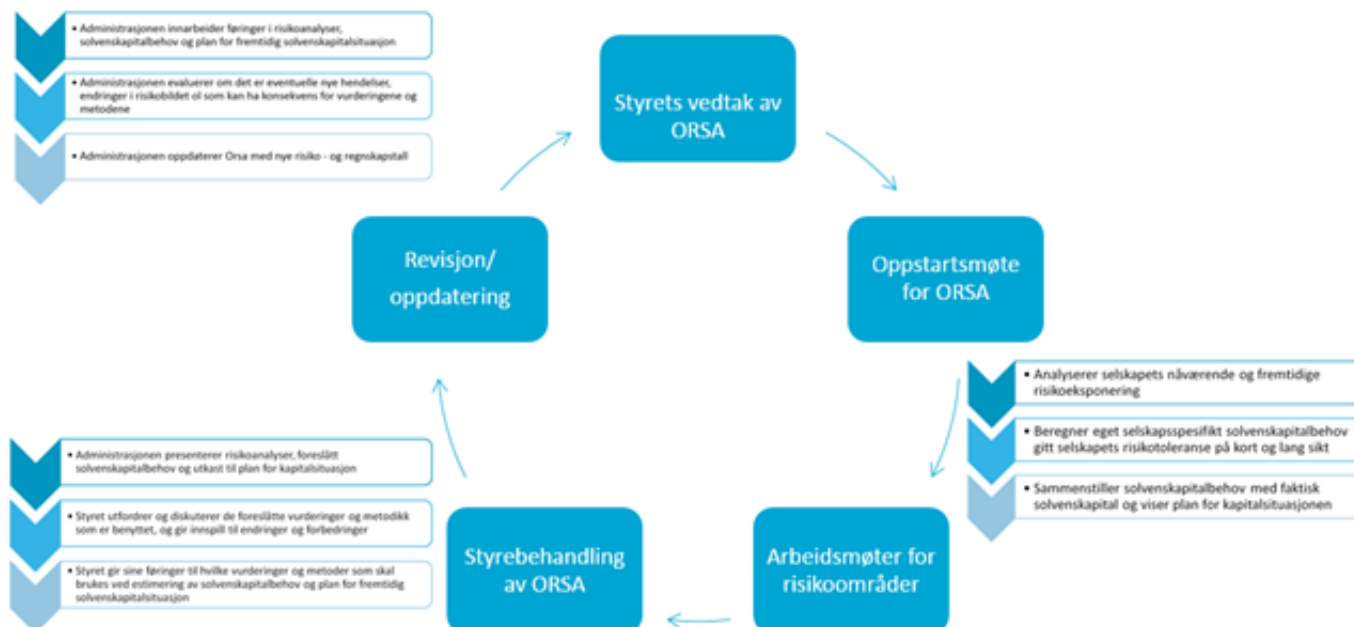 ▪ Administrasjonen innarbeider føringer i risikoanalyser,
solvenskapitalbehov og plan for fremtidig solvenskapitalsituasjon
▪ Administrasjonen evaluerer om det er eventuelle nye hendelser,
endringer i risikobildet ol som kan ha konsekvens for vurderingene og
metodene
▪ Administrasjonen oppdaterer Orsa med nye risiko - og regnskapstall
Styrets vedtak av
ORSA
Oppstartsmøte
for ORSA
▪ Analyserer selskapets nåværende og fremtidige
risikoeksponering
▪ Beregner eget selskapsspesifikt solvenskapitalbehov
gitt selskapets risikotoleranse på kort og lang sikt
▪ Sammenstiller solvenskapitalbehov med faktisk
solvenskapital og viser plan for kapitalsituasjonen
Arbeidsmøter for
risikoområder
Styrebehandling
av ORSA
▪ Administrasjonen presenterer risikoanalyser, foreslått
solvenskapitalbehov og utkast til plan for kapitalsituasjon
▪ Styret utfordrer og diskuterer de foreslåtte vurderinger og metodikk
som er benyttet, og gir innspill til endringer og forbedringer
▪ Styret gir sine føringer til hvilke vurderinger og metoder som skal
brukes ved estimering av solvenskapitalbehov og plan for fremtidig
solvenskapitalsituasjon
Revisjon/
oppdatering